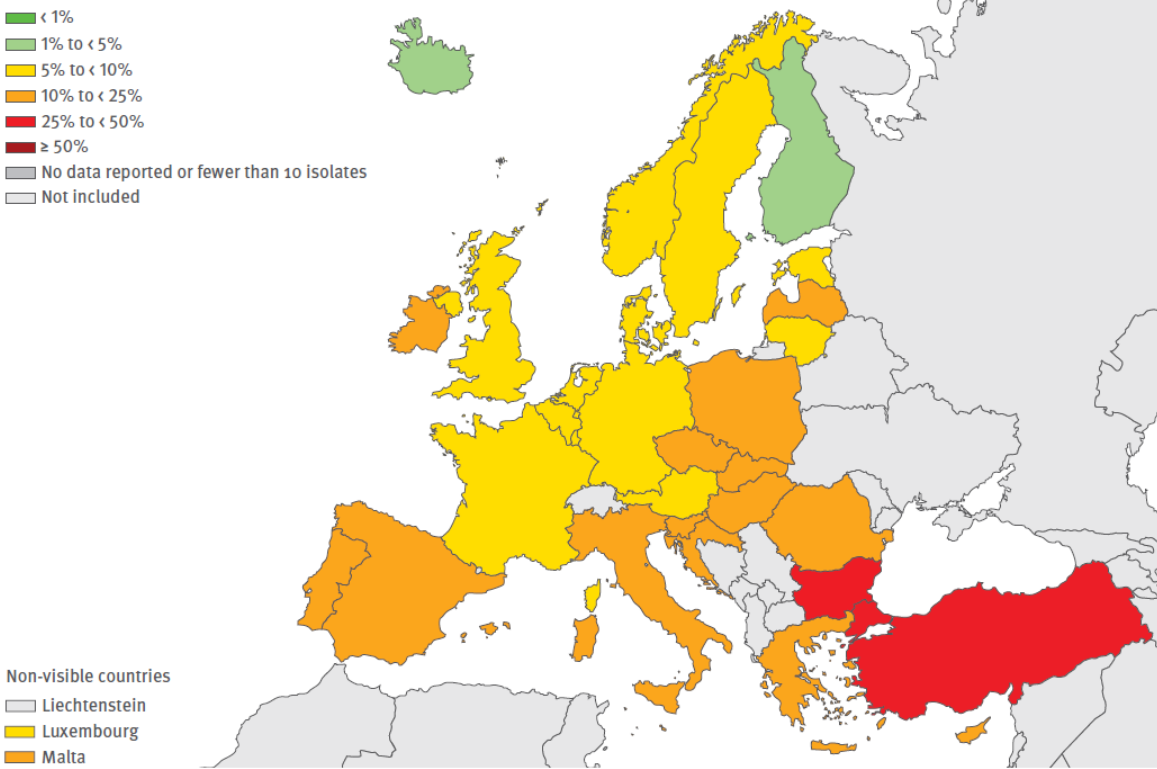 < 1%
1% to < 5%
5% to < 10%
10% to < 25%
25% to < 50%
≥ 50%
No data reported or fewer than 10 isolates
Not included
Non-visible countries
Liechtenstein
Luxembourg
Malta